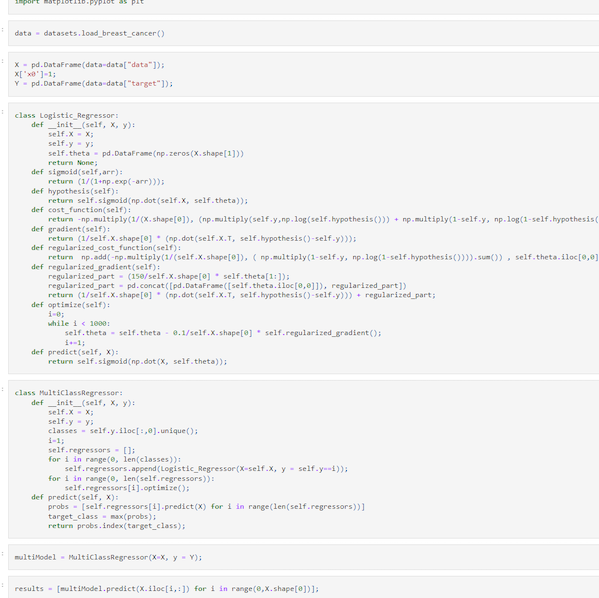 import matplotlib.pyplot as plt
data = datasets.load_breast_cancer()
X = pd.DataFrame(data=data["data"]);
X['x0']=1;
Y = pd.DataFrame(data=data["target"]);
class Logistic_Regressor:
def __init__(self, X, y):
self.X = X;
self.y = y;
self.theta = pd.DataFrame(np.zeros(X.shape[1]))
return None;
def sigmoid(self,arr):
return (1/(1+np.exp(-arr)));
def hypothesis(self):
return self.sigmoid(np.dot(self.X, self.theta));
def cost_function(self):
return -np.multiply(1/(X.shape[0]), (np.multiply(self.y,np.log(self.hypothesis())) + np.multiply(1-self.y, np.log(1-self.hypothesis(
def gradient(self):
return (1/self.X.shape[0] * (np.dot(self.X.T, self.hypothesis()-self.y)));
def regularized_cost_function(self):
return np.add(-np.multiply(1/(self.X.shape[0]), ( np.multiply(1-self.y, np.log(1-self.hypothesis()))).sum()) , self.theta.iloc[0,0]
def regularized_gradient(self):
regularized_part = (150/self.X.shape[0] * self.theta[1:]);
regularized_part = pd.concat([pd.DataFrame([self.theta.iloc[0,0]]), regularized_part])
return (1/self.X.shape[0] * (np.dot(self.X.T, self.hypothesis()-self.y))) + regularized_part;
def optimize(self):
i=0;
while i < 1000:
self.theta = self.theta - 0.1/self.X.shape[0] * self.regularized_gradient();
i+=1;
def predict(self, X):
return self.sigmoid(np.dot(X, self.theta));
class MultiClassRegressor:
def __init__(self, X, y):
self.X = X;
self.y = y;
classes = self.y.iloc[:,0].unique();
i=1;
self.regressors = [];
for i in range(0, len(classes)):
self.regressors.append(Logistic_Regressor(X=self.X, y = self.y==i));
for i in range(0, len(self.regressors)):
self.regressors[i].optimize();
def predict(self, X):
probs = [self.regressors[i].predict(X) for i in range(len(self.regressors))]
target_class = max(probs);
return probs.index(target_class);
multiModel = MultiClassRegressor(X=X, y = Y);
results = [multiModel.predict(X.iloc[i,:]) for i in range(0,X.shape[0])];